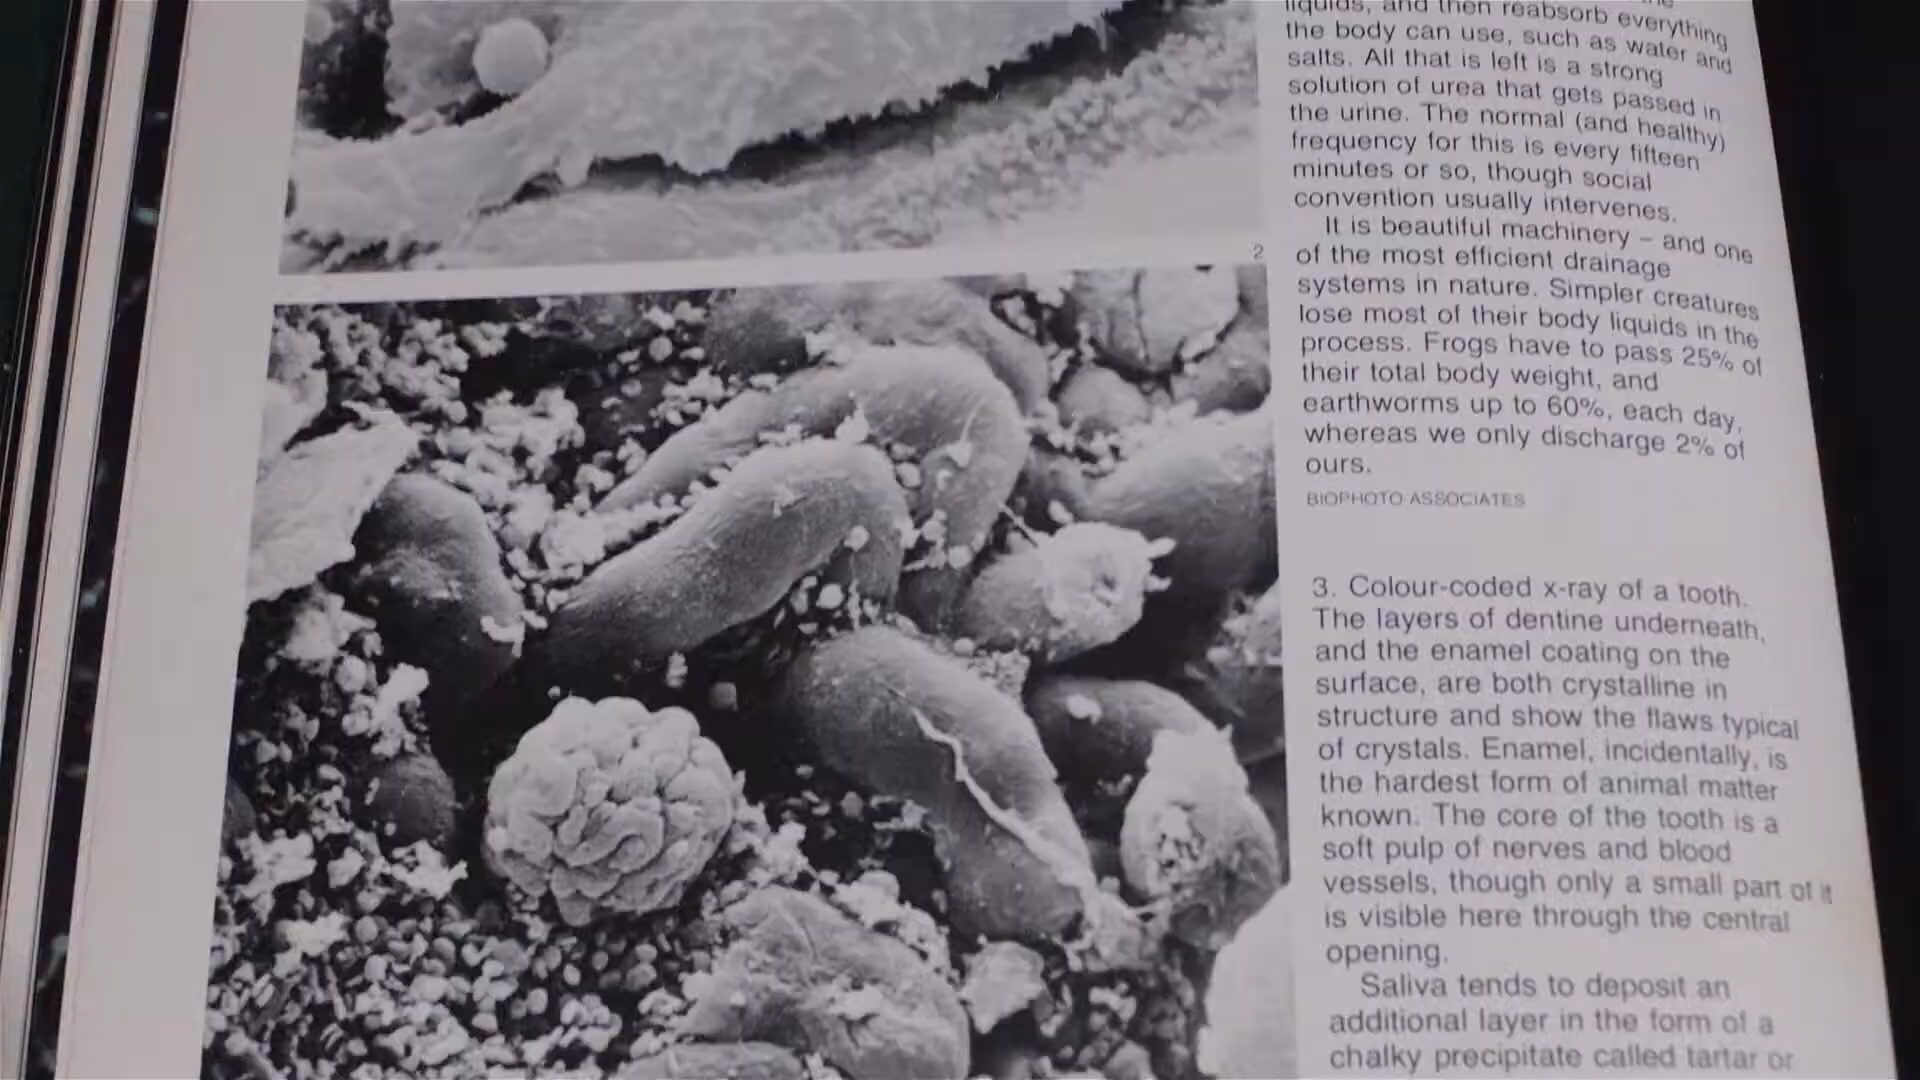 liquids, and then reabsorb everything
the body can use, such as water and
salts. All that is left is a strong
solution of urea that gets passed in
the urine. The normal (and healthy)
frequency for this is every fifteen
minutes or so, though social
convention usually intervenes.
It is beautiful machinery – and one
of the most efficient drainage
systems in nature. Simpler creatures
lose most of their body liquids in the
process. Frogs have to pass 25% of
their total body weight, and
earthworms up to 60%, each day,
whereas we only discharge 2% of
ours.
BIOPHOTO ASSOCIATES
2
3. Colour-coded x-ray of a tooth.
The layers of dentine underneath,
and the enamel coating on the
surface, are both crystalline in
structure and show the flaws typical
of crystals. Enamel, incidentally, is
the hardest form of animal matter
known. The core of the tooth is a
soft pulp of nerves and blood
vessels, though only a small part of it
is visible here through the central
opening.
Saliva tends to deposit an
additional layer in the form of a
chalky precipitate called tartar or